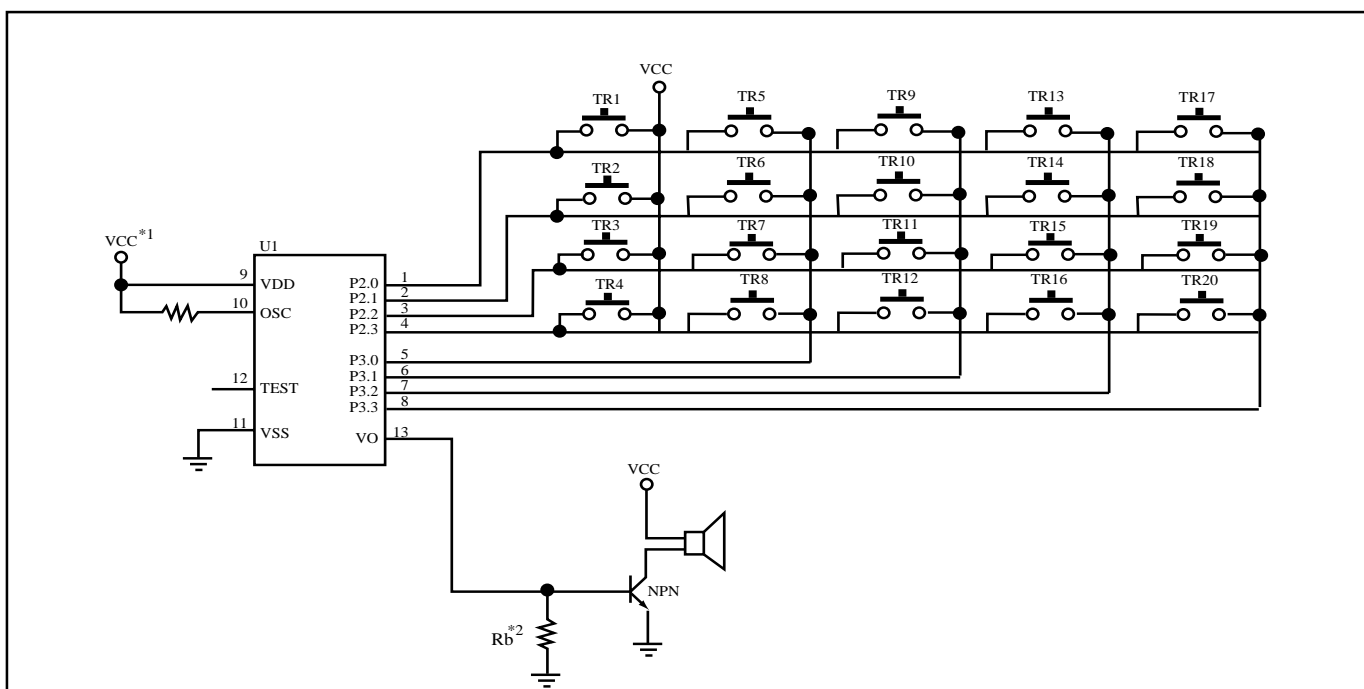 VCC
TR1 TR5 TR9 TR13 TR17
TR2 TR6 TR10 TR14 TR18
TR3 TR7 TR11 TR15 TR19
TR4 TR8 TR12 TR16 TR20
VCC*1
U1
9 VDD P2.0 1
10 OSC P2.1 2
P2.2 3
P2.3 4
P3.0 5
12 TEST P3.1 6
P3.2 7
P3.3 8
11 VSS VO 13
VCC
NPN
Rb*2